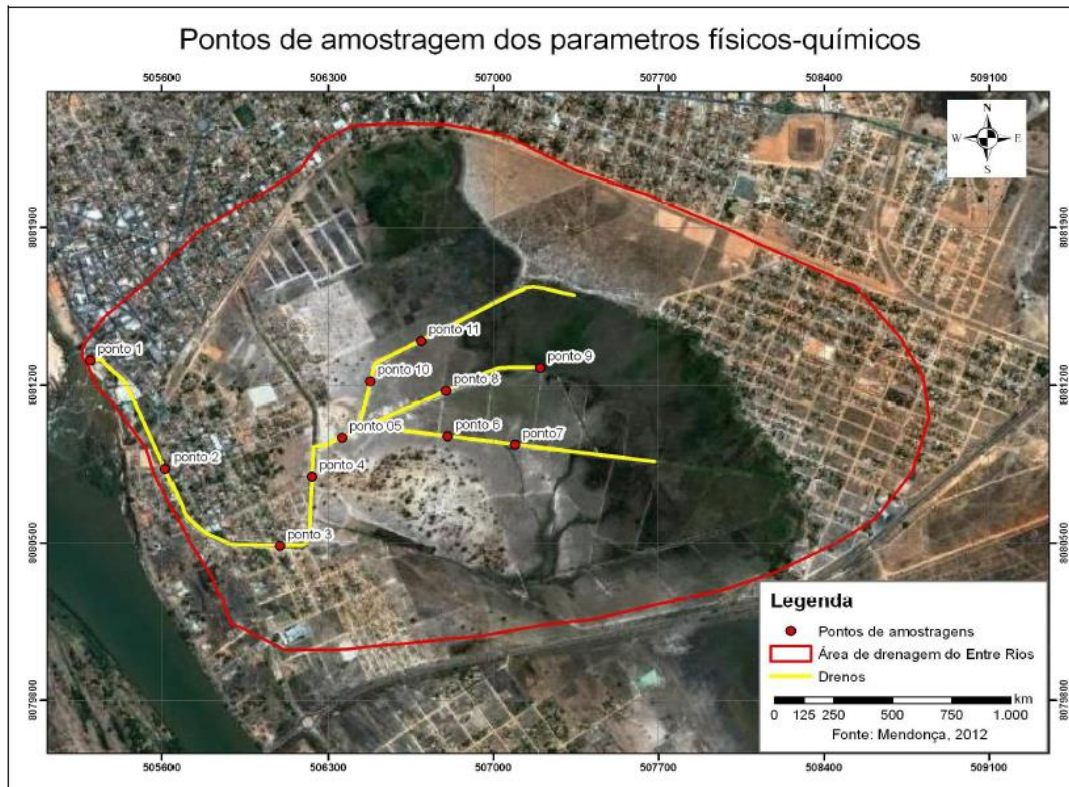 Pontos de amostragem dos parametros físicos-químicos
505600 506300 507000 507700 508400 509100
N
W E
S
8081900 8081900
ponto 11
ponto 1
ponto 10
ponto 9
8081200 8081200
ponto 8
ponto 05
ponto 6
ponto7
ponto 2
ponto 4
ponto 3
8080500 8080500
Legenda
Pontos de amostragens
Área de drenagem do Entre Rios
Drenos
km
0 125 250 500 750 1.000
Fonte: Mendonça, 2012
8079800 8079800
505600 506300 507000 507700 508400 509100